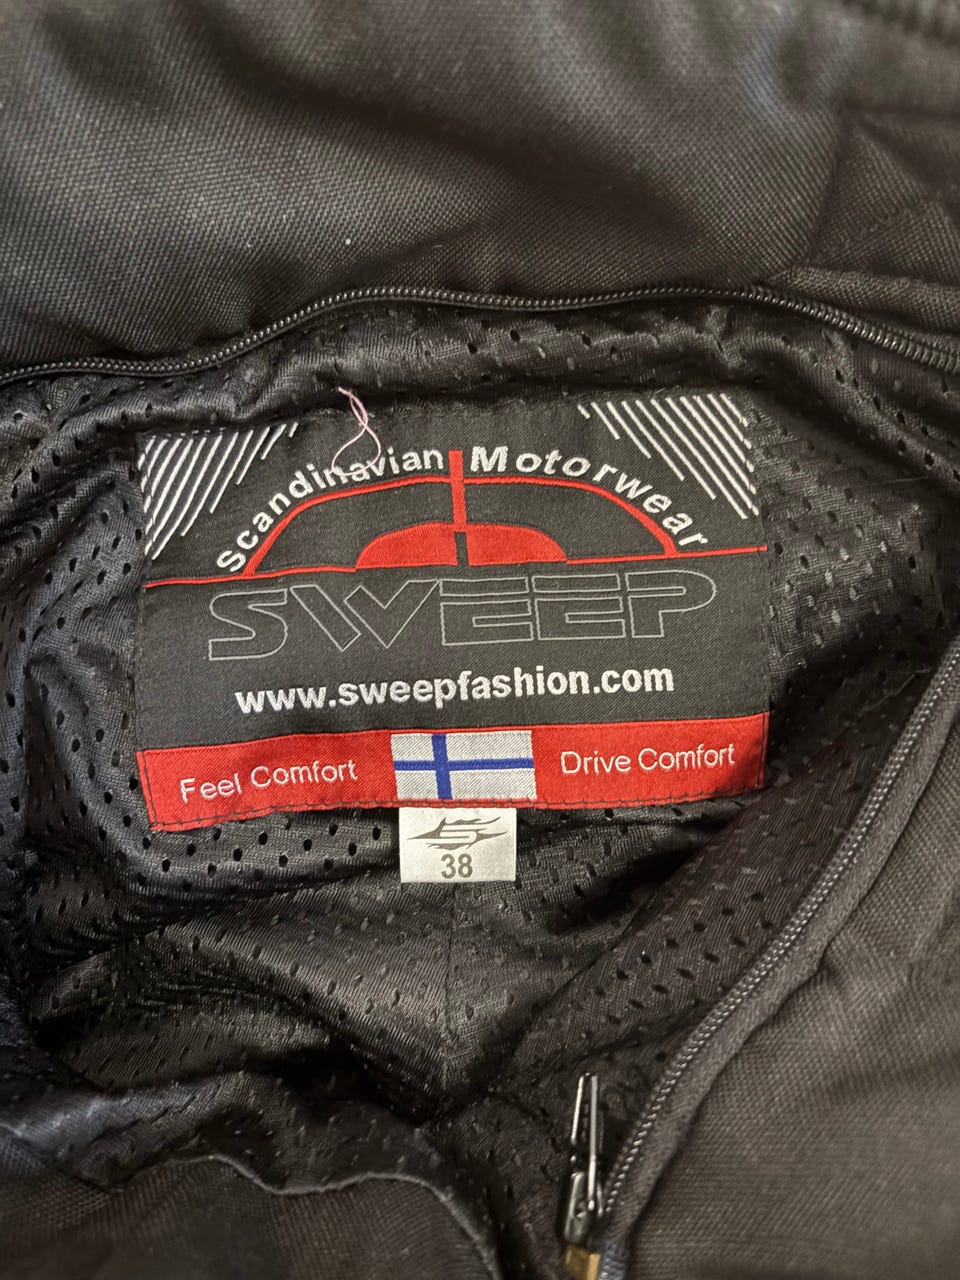 Scandinavian Motorwear
SWEEP
www.sweepfashion.com
Feel Comfort Drive Comfort
S
38